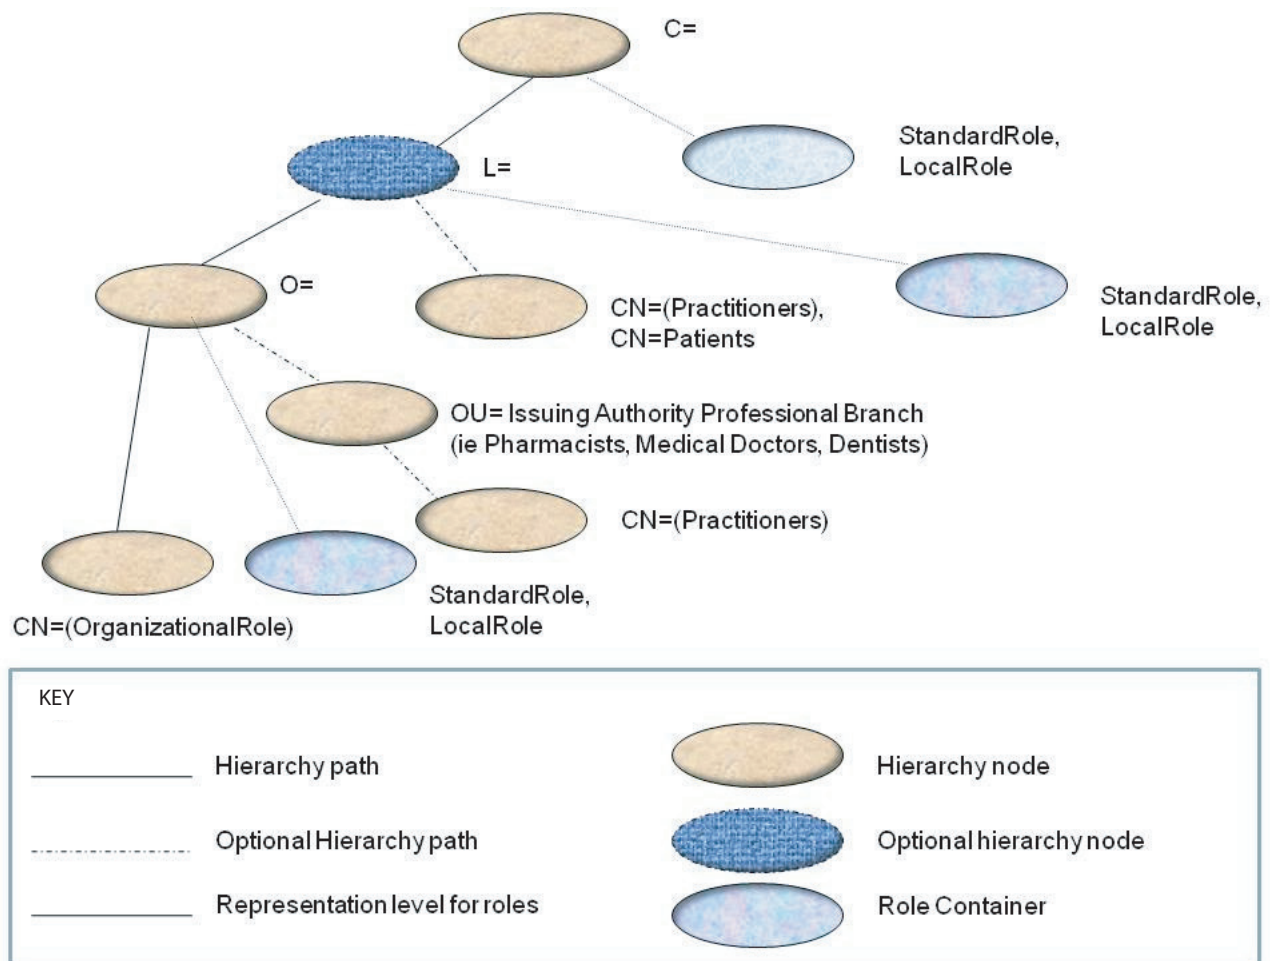 C=
StandardRole,
LocalRole
L=
O=
CN=(Practitioners),
CN=Patients
StandardRole,
LocalRole
OU= Issuing Authority Professional Branch
(ie Pharmacists, Medical Doctors, Dentists)
CN=(Practitioners)
StandardRole,
LocalRole
CN=(OrganizationalRole)
KEY
Hierarchy path
Hierarchy node
Optional Hierarchy path
Optional hierarchy node
Representation level for roles
Role Container